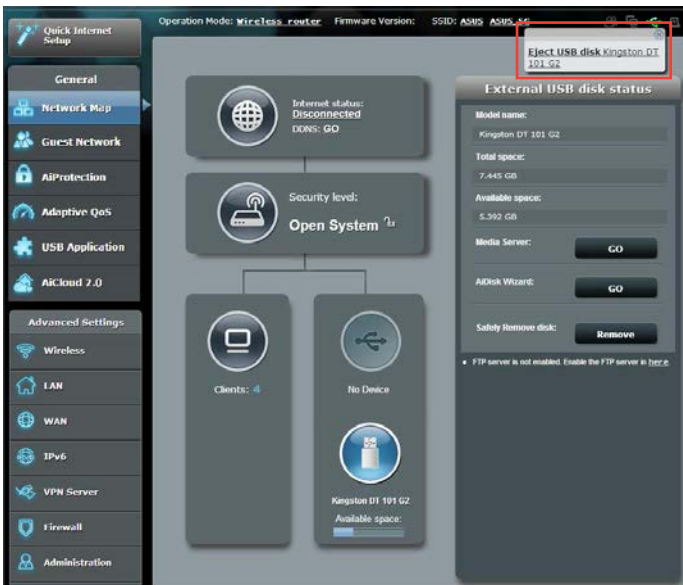 Quick Internet
Setup
Operation Mode: Wireless router Firmware Version: SSID: ASUS ASUS_5G
Eject USB disk Kingston DT
101 G2
General
Network Map
Guest Network
AiProtection
Adaptive QoS
USB Application
AiCloud 2.0
Advanced Settings
Wireless
LAN
WAN
IPv6
VPN Server
Firewall
Administration
Internet status:
Disconnected
DDNS: GO
Security level:
Open System
Clients: 4
No Device
Kingston DT 101 G2
Available space:
External USB disk status
Model name:
Kingston DT 101 G2
Total space:
7.445 GB
Available space:
5.392 GB
Media Server: GO
AiDisk Wizard: GO
Safely Remove disk: Remove
• FTP server is not enabled. Enable the FTP server in here.